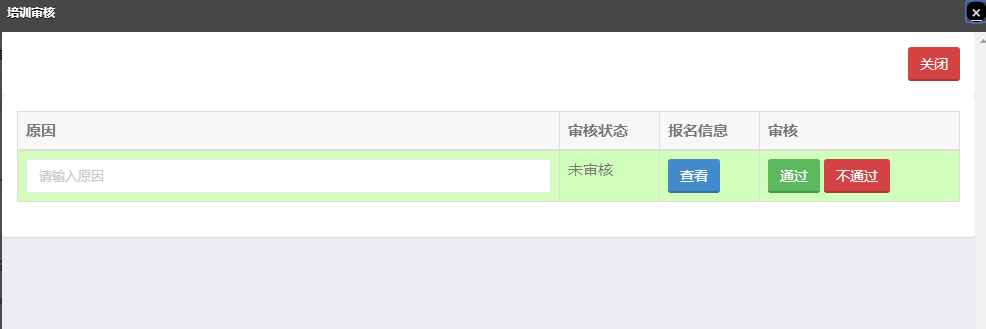 培训审核
×
关闭
原因 审核状态 报名信息 审核
请输入原因 未审核 查看 通过 不通过